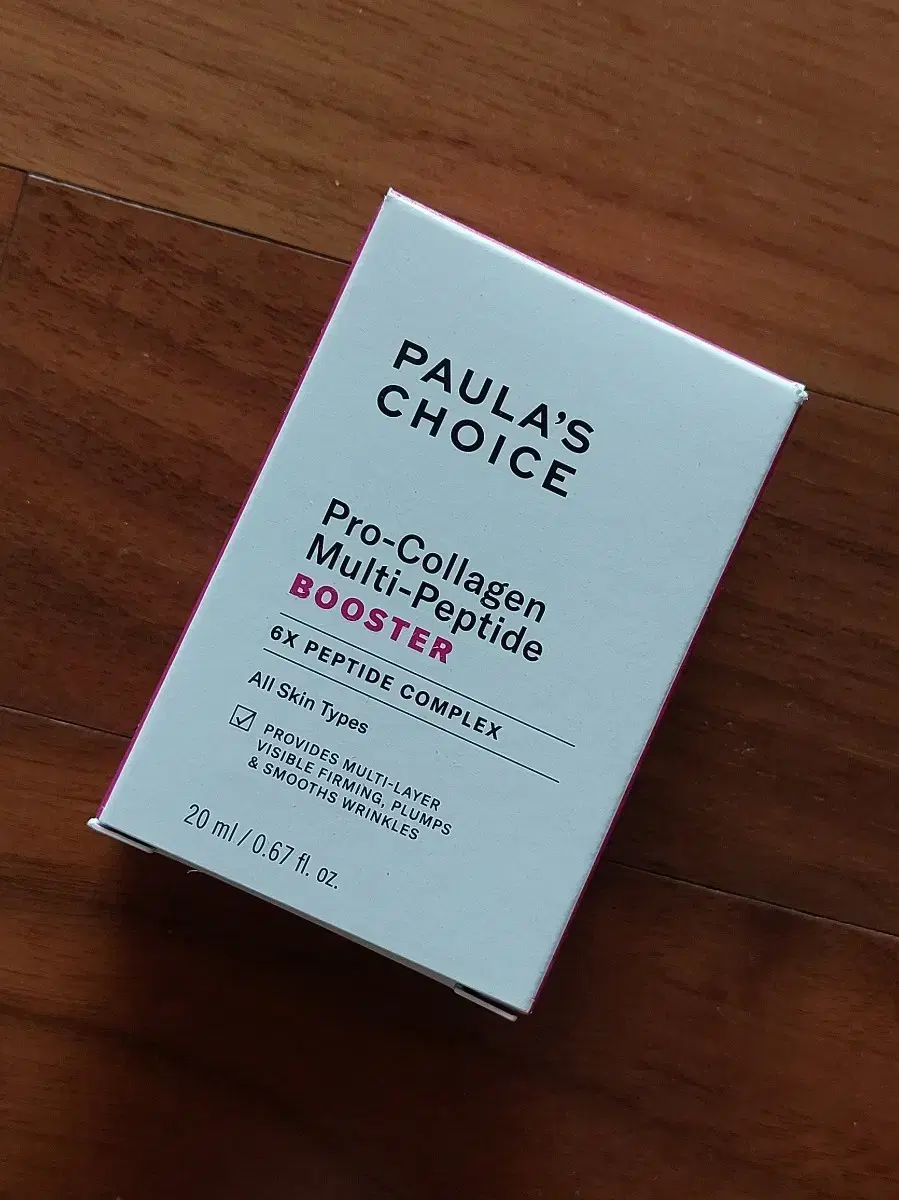 PAULA'S
CHOICE
Pro-Collagen
Multi-Peptide
BOOSTER
6X PEPTIDE COMPLEX
All Skin Types
PROVIDES MULTI-LAYER
VISIBLE FIRMING, PLUMPS
& SMOOTHS WRINKLES
20 ml / 0.67 fl. oz.